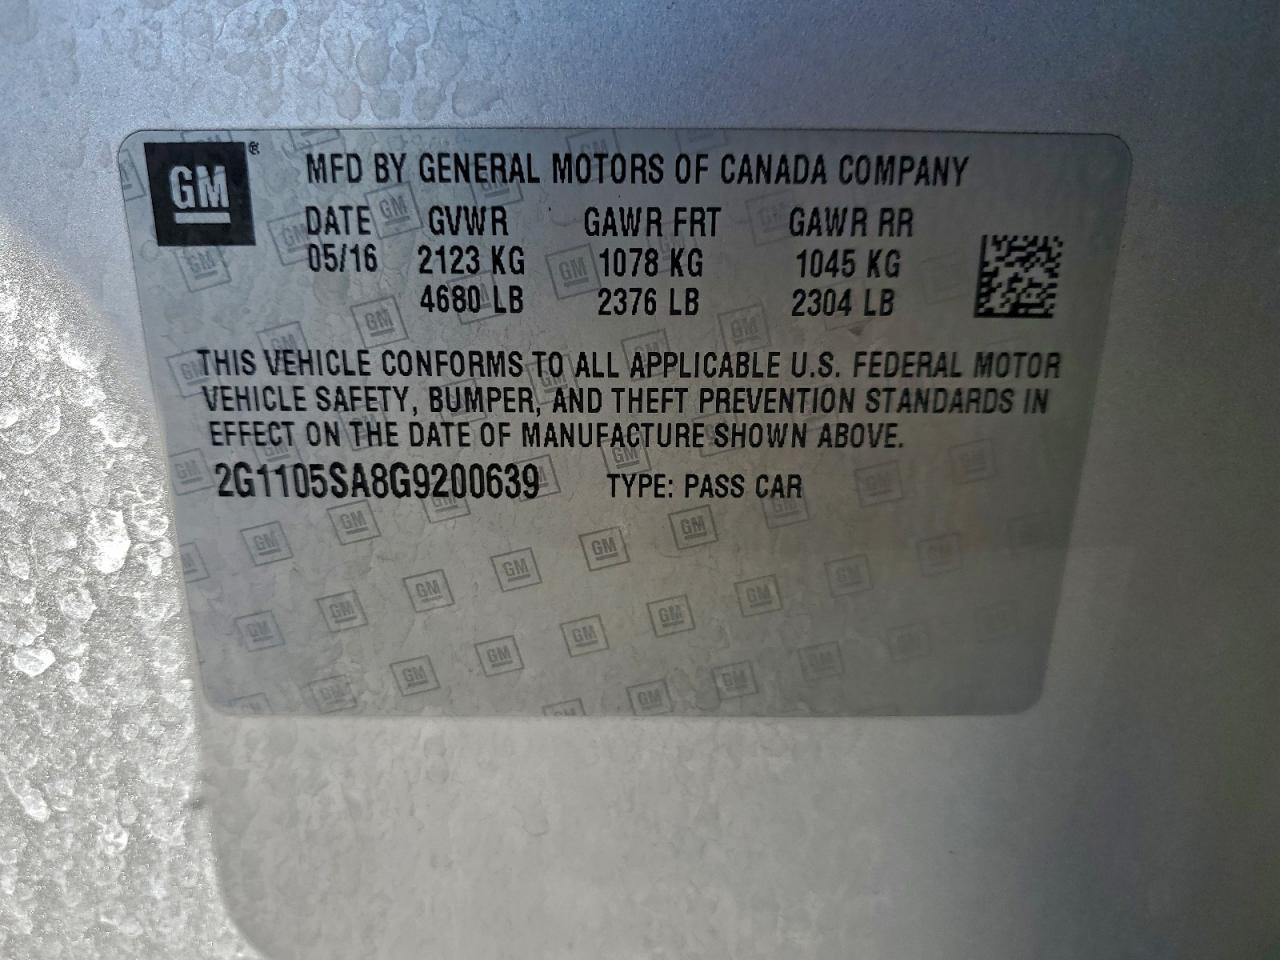 GM®
MFD BY GENERAL MOTORS OF CANADA COMPANY
DATE GVWR GAWR FRT GAWR RR
05/16 2123 KG 1078 KG 1045 KG
4680 LB 2376 LB 2304 LB
THIS VEHICLE CONFORMS TO ALL APPLICABLE U.S. FEDERAL MOTOR
VEHICLE SAFETY, BUMPER, AND THEFT PREVENTION STANDARDS IN
EFFECT ON THE DATE OF MANUFACTURE SHOWN ABOVE.
2G1105SA8G9200639 TYPE: PASS CAR